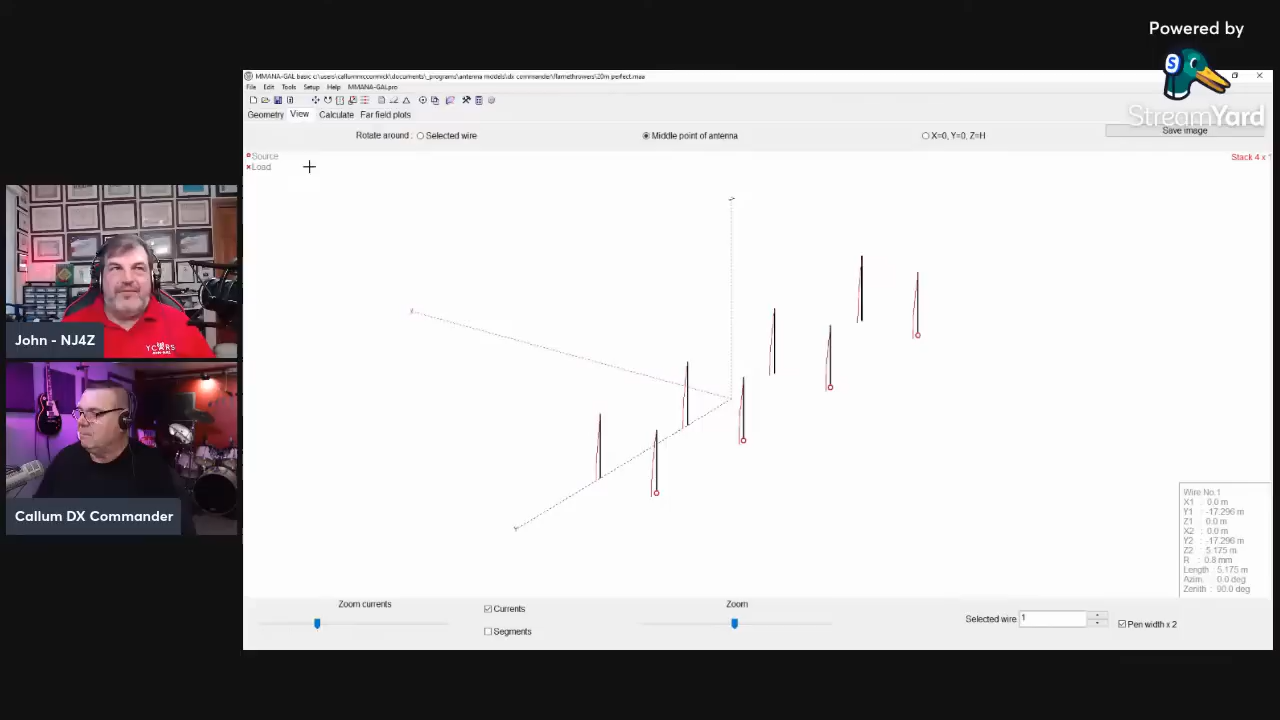 Powered by
S
StreamYard
MMANA-GAL basic c:\users\callummccormick\documents\_programs\antenna models\dx commander\flamethrowers\20m perfect.maa
File Edit Tools Setup Help MMANA-GALpro
Geometry View Calculate Far field plots
Rotate around : Selected wire Middle point of antenna X=0, Y=0, Z=H Save image
Source
Load
Stack 4 x 1
X
Y
YCARS
John - NJ4Z
Callum DX Commander
Wire No.1
X1 : 0.0 m
Y1 : -17.296 m
Z1 : 0.0 m
X2 : 0.0 m
Y2 : -17.296 m
Z2 : 5.175 m
R : 0.8 mm
Length : 5.175 m
Azim. : 0.0 deg
Zenith : 90.0 deg
Zoom currents Currents Zoom
Segments
Selected wire 1 Pen width x 2